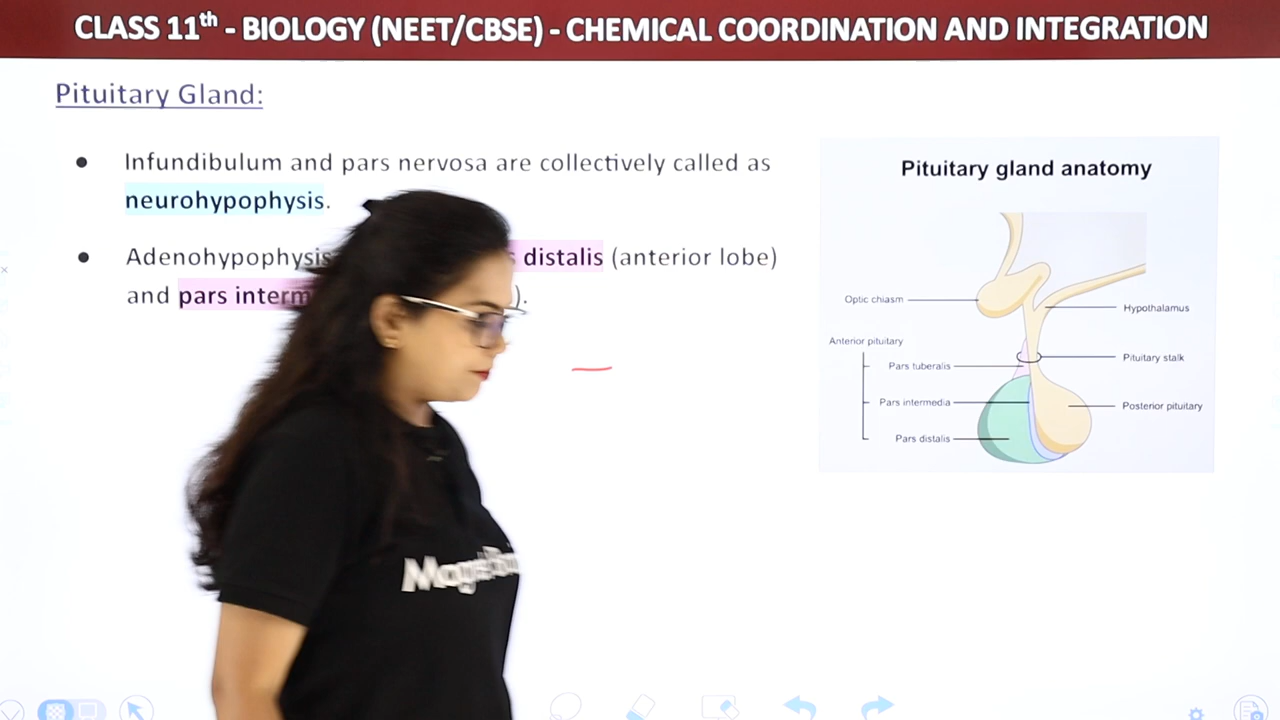 CLASS 11th - BIOLOGY (NEET/CBSE) - CHEMICAL COORDINATION AND INTEGRATION
Pituitary Gland:
Infundibulum and pars nervosa are collectively called as
neurohypophysis.
Adenohypophysis distalis (anterior lobe)
and pars
Pituitary gland anatomy
Optic chiasm
Hypothalamus
Anterior pituitary
Pituitary stalk
Pars tuberalis
Pars intermedia
Posterior pituitary
Pars distalis